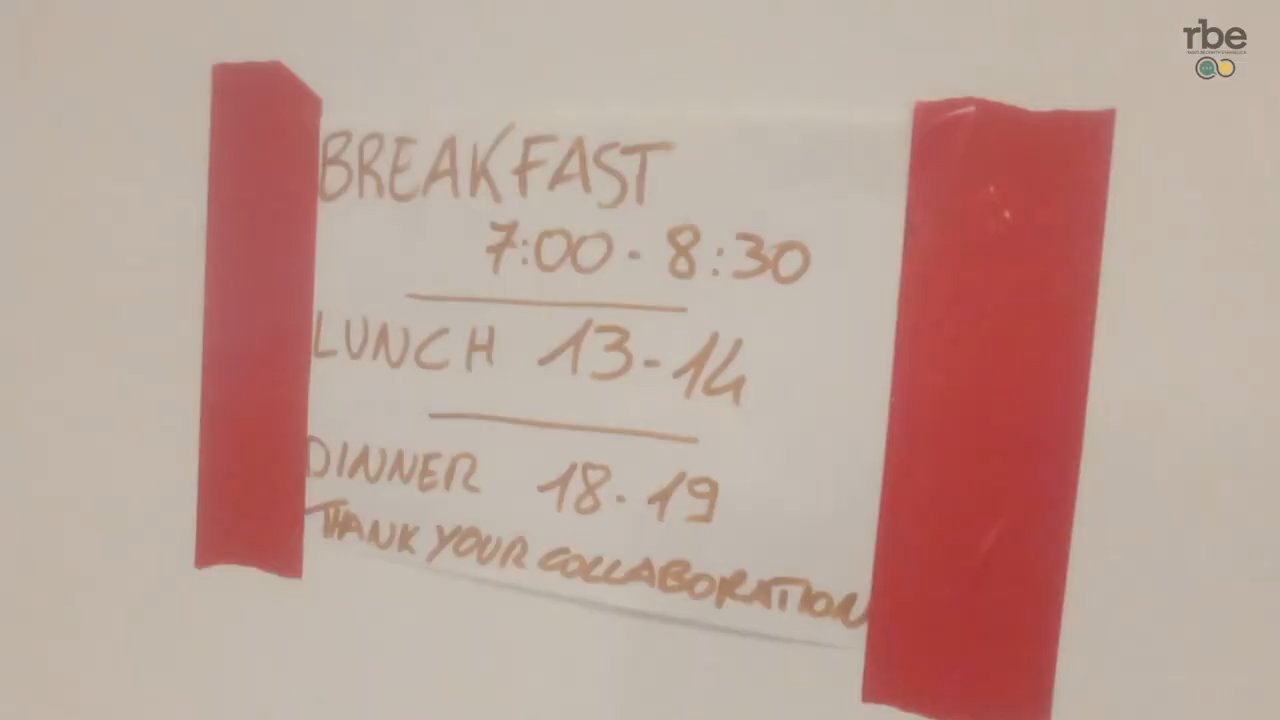 rbe
BREAKFAST
7:00 - 8:30
LUNCH 13-14
DINNER 18-19
THANK YOUR COLLABORATION